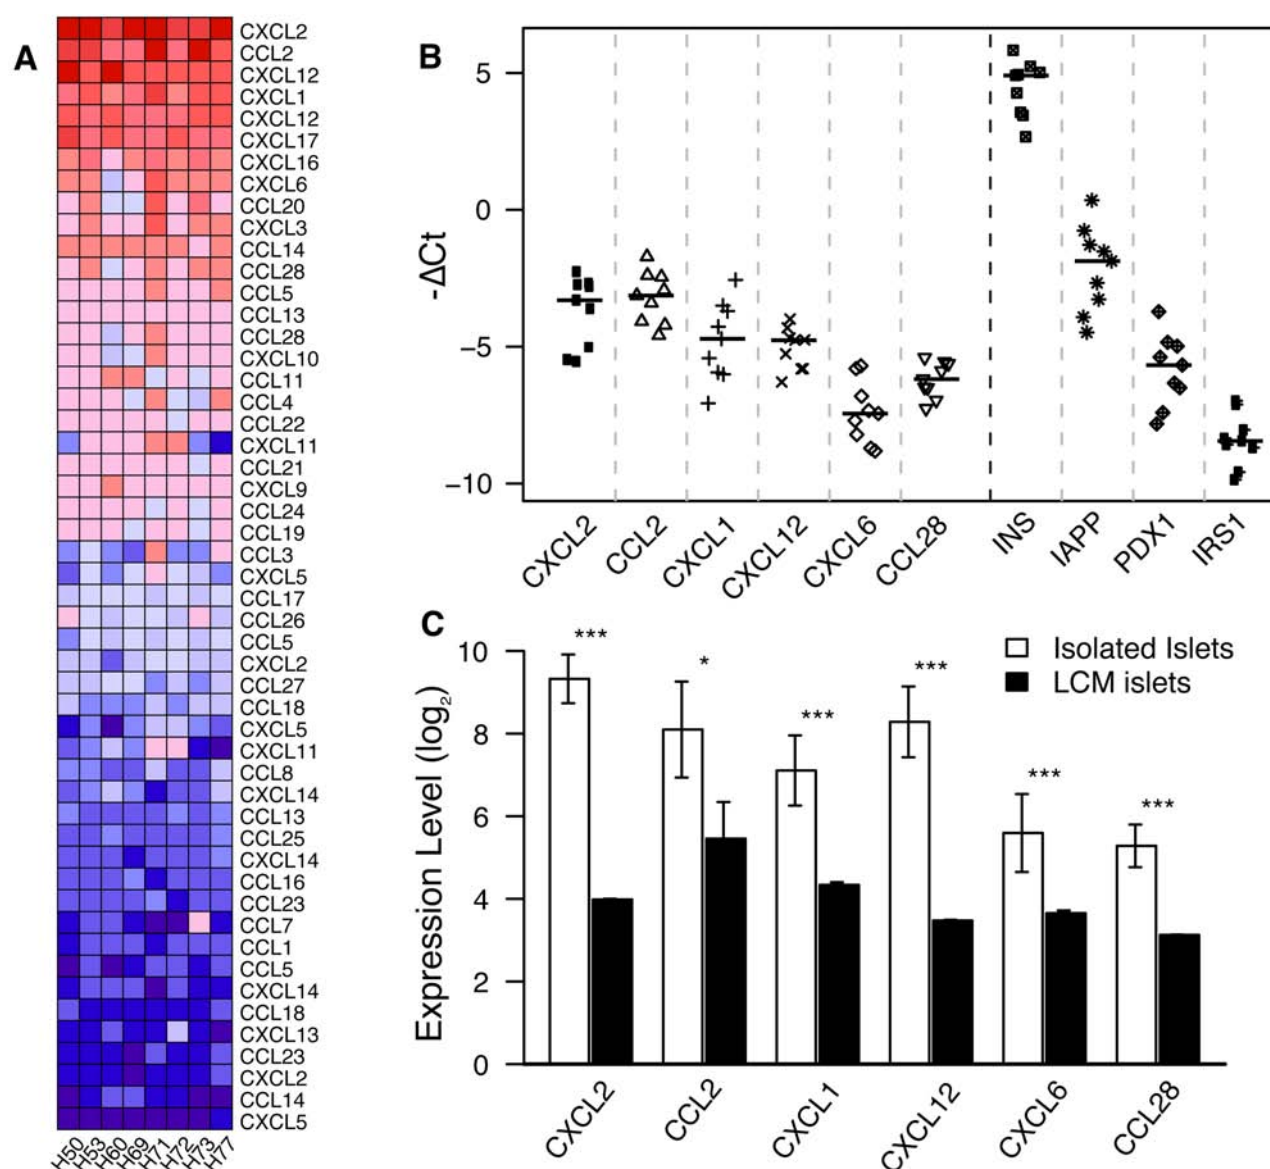 A
CXCL2
CCL2
CXCL12
CXCL1
CXCL12
CXCL17
CXCL16
CXCL6
CCL20
CXCL3
CCL14
CCL28
CCL5
CCL13
CCL28
CXCL10
CCL11
CCL4
CCL22
CXCL11
CCL21
CXCL9
CCL24
CCL19
CCL3
CXCL5
CCL17
CCL26
CCL5
CXCL2
CCL27
CCL18
CXCL5
CXCL11
CCL8
CXCL14
CCL13
CCL25
CXCL14
CCL16
CCL23
CCL7
CCL1
CCL5
CXCL14
CCL18
CXCL13
CCL23
CXCL2
CCL14
CXCL5
H50 H53 H60 H69 H71 H72 H73 H77
B
-ΔCt
5
0
−5
−10
CXCL2 CCL2 CXCL1 CXCL12 CXCL6 CCL28 INS IAPP PDX1 IRS1
C
Expression Level (log₂)
10
8
6
4
2
0
*** * *** *** *** ***
Isolated Islets
LCM islets
CXCL2 CCL2 CXCL1 CXCL12 CXCL6 CCL28